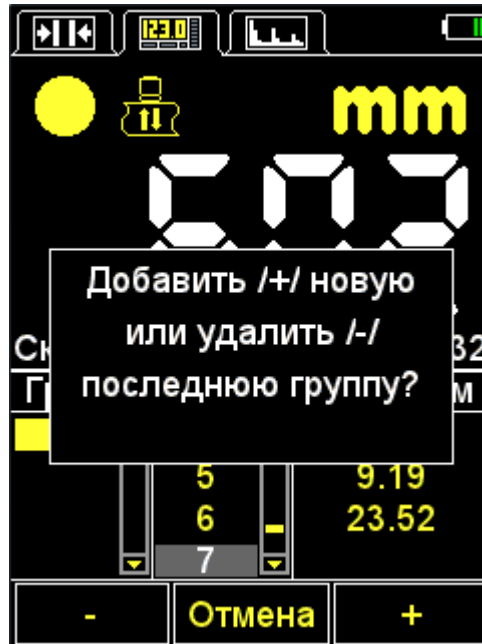 123.0
mm
Добавить /+/ новую
или удалить /-/
последнюю группу?
5 9.19
6 23.52
7
- Отмена +